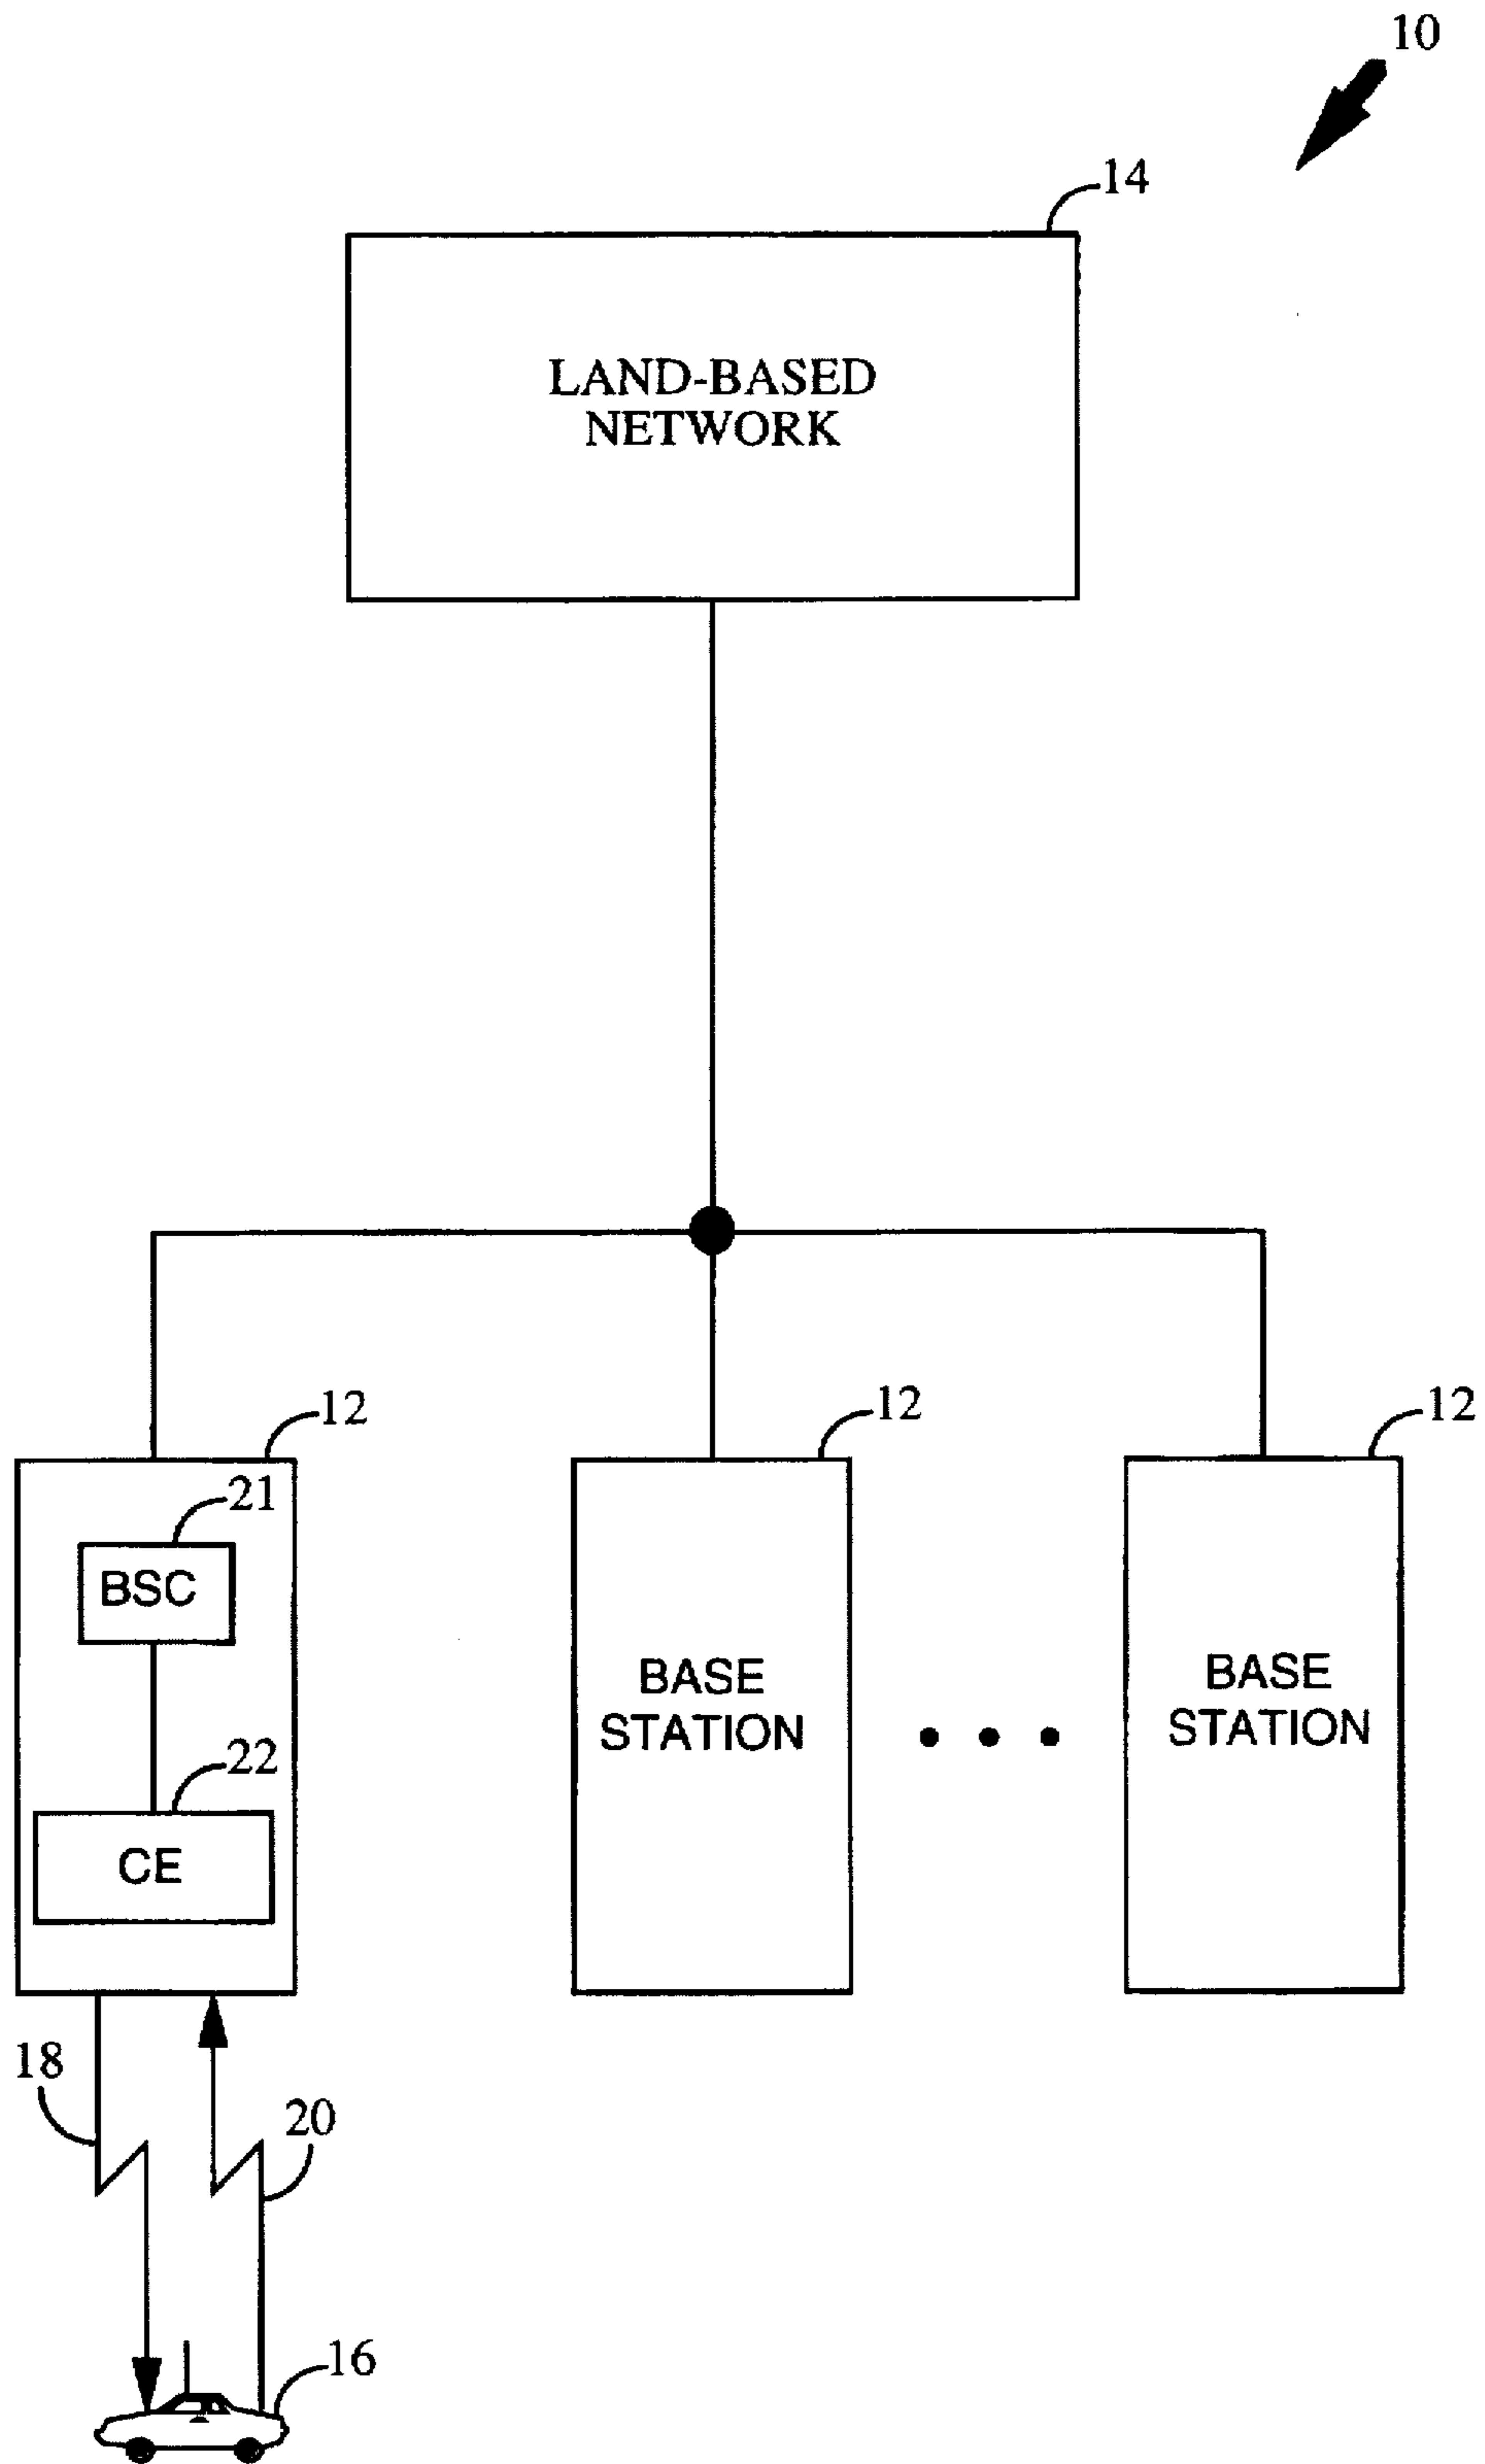 10
14
LAND-BASED
NETWORK
12
12
12
21
BSC
BASE
STATION
BASE
STATION
22
CE
18
20
16